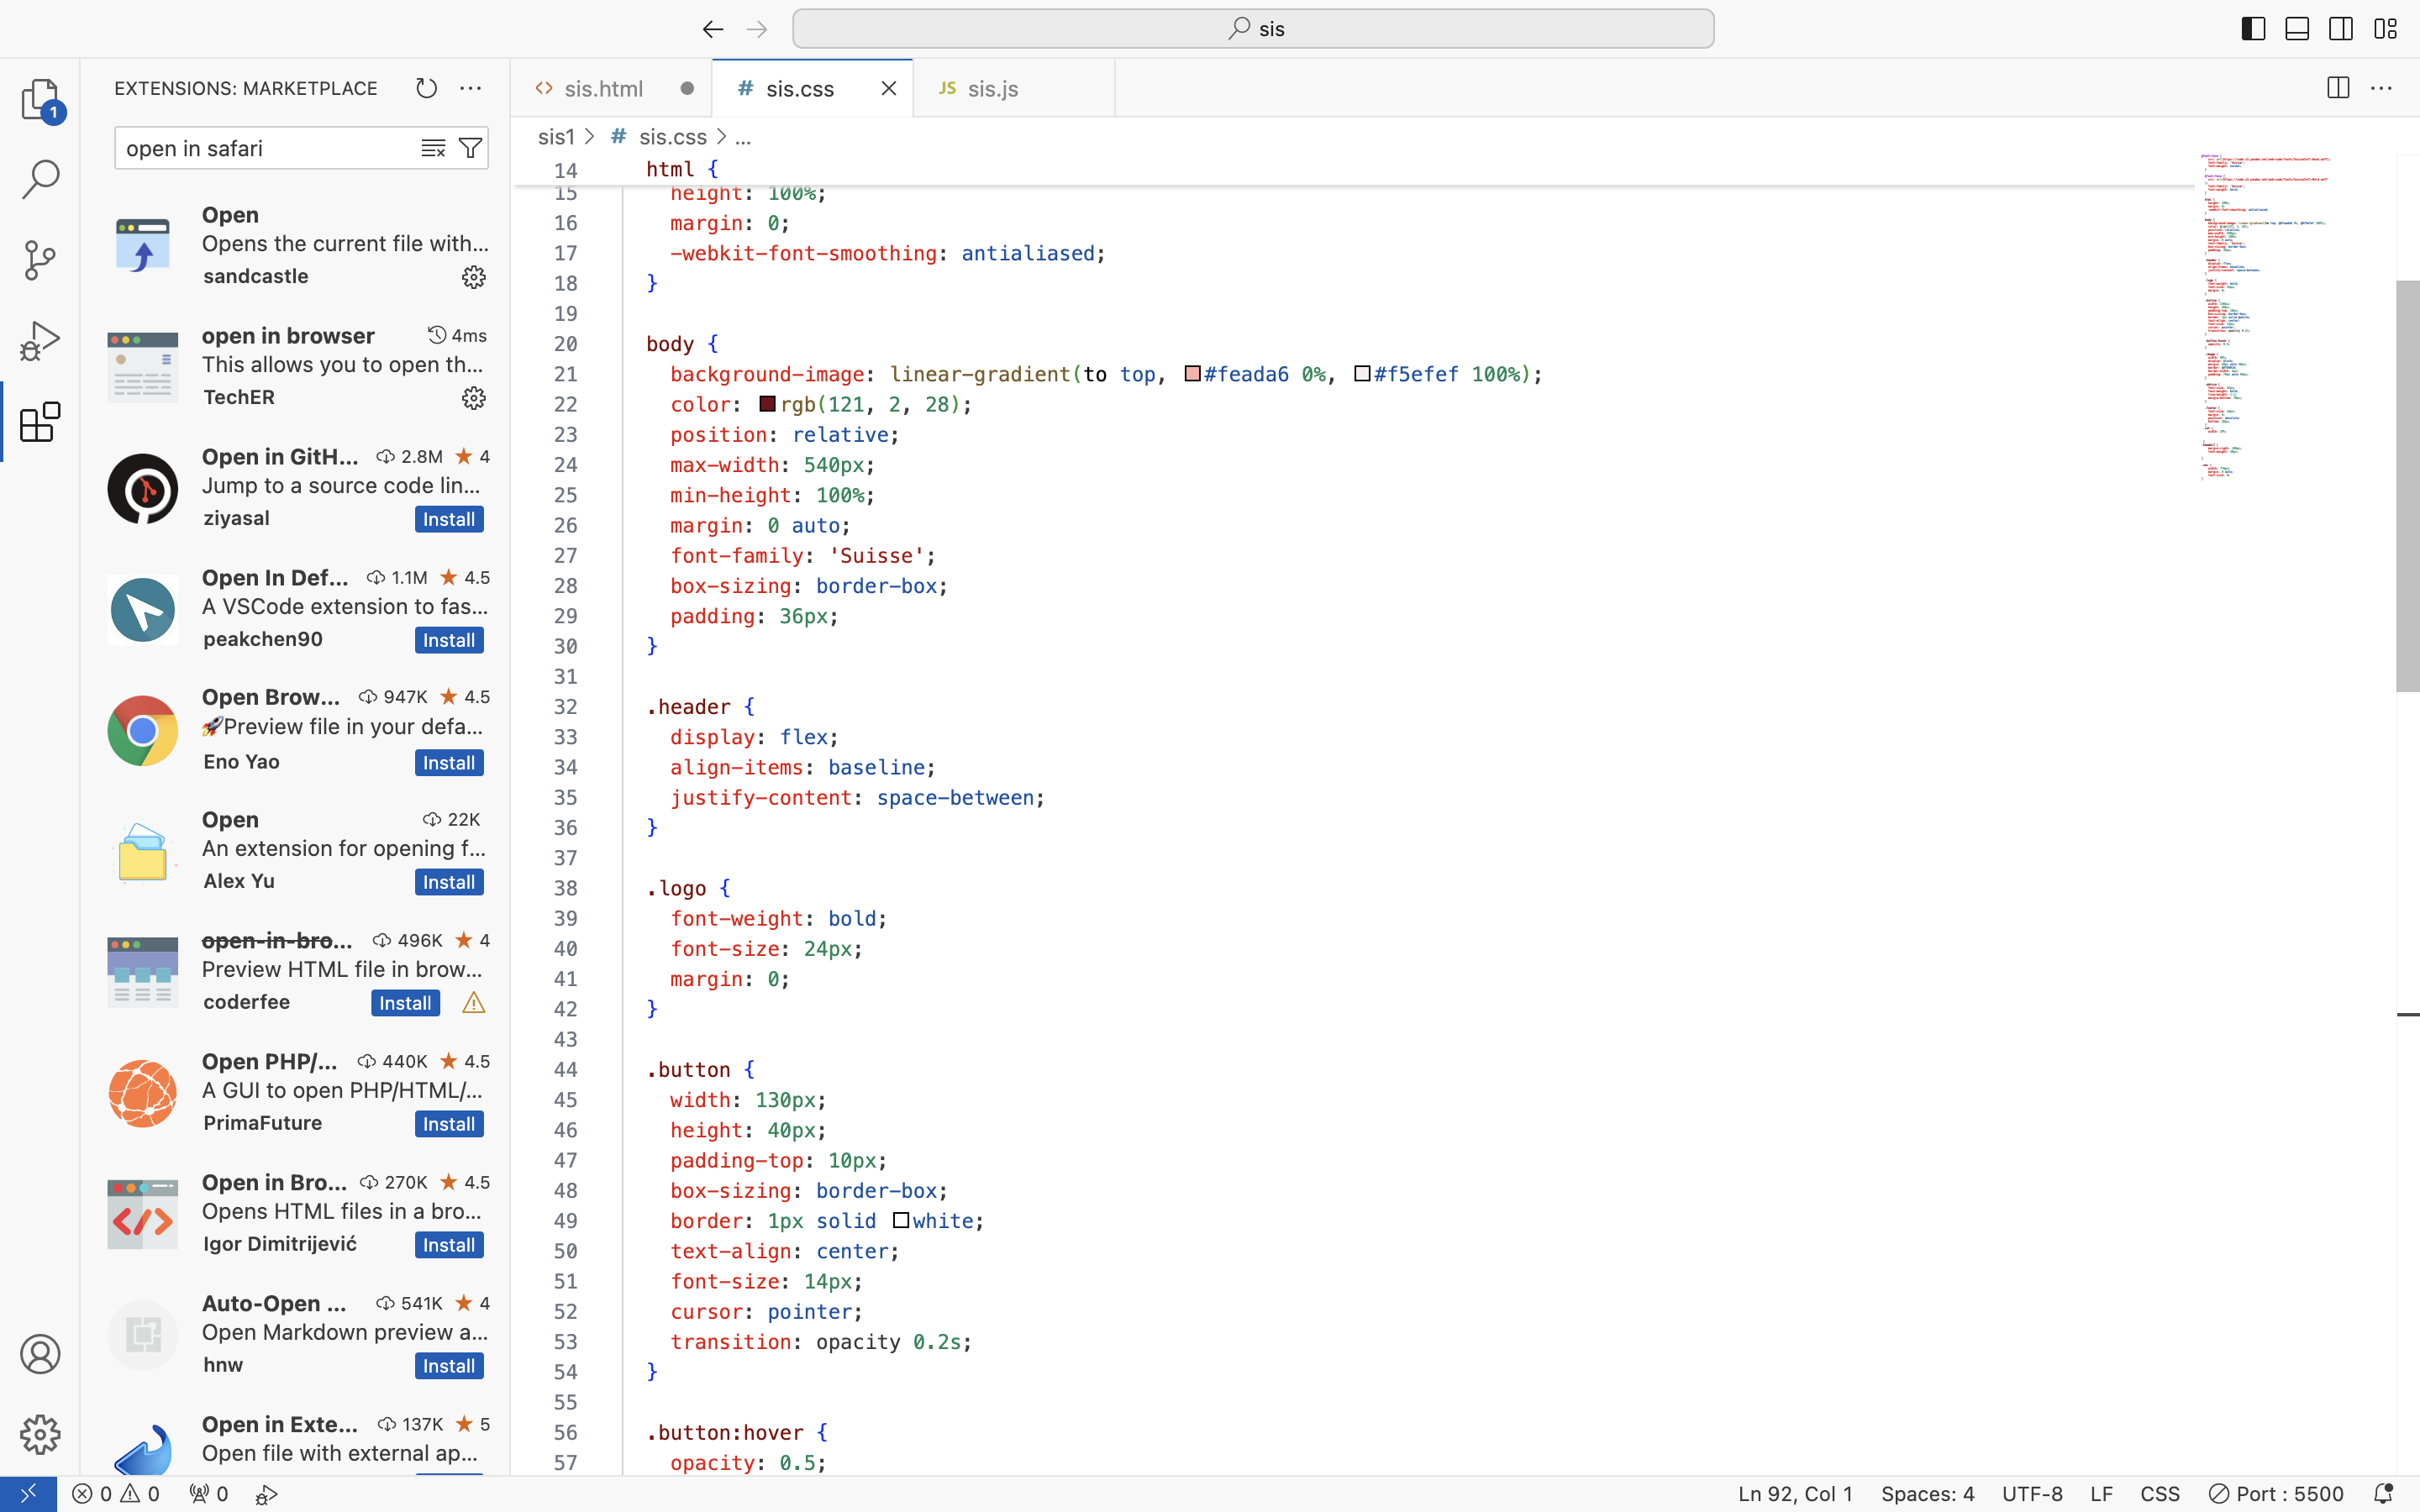 sis
EXTENSIONS: MARKETPLACE
open in safari
Open
Opens the current file with...
sandcastle
open in browser 4ms
This allows you to open th...
TechER
Open in GitH... 2.8M ★ 4
Jump to a source code lin...
ziyasal Install
Open In Def... 1.1M ★ 4.5
A VSCode extension to fas...
peakchen90 Install
Open Brow... 947K ★ 4.5
🚀Preview file in your defa...
Eno Yao Install
Open 22K
An extension for opening f...
Alex Yu Install
open-in-bro... 496K ★ 4
Preview HTML file in brow...
coderfee Install
Open PHP/... 440K ★ 4.5
A GUI to open PHP/HTML/...
PrimaFuture Install
Open in Bro... 270K ★ 4.5
Opens HTML files in a bro...
Igor Dimitrijević Install
Auto-Open ... 541K ★ 4
Open Markdown preview a...
hnw Install
Open in Exte... 137K ★ 5
Open file with external ap...
1
<> sis.html ● # sis.css × JS sis.js
sis1 > # sis.css > ...
14 html {
15 height: 100%;
16 margin: 0;
17 -webkit-font-smoothing: antialiased;
18 }
19
20 body {
21 background-image: linear-gradient(to top, #feada6 0%, #f5efef 100%);
22 color: rgb(121, 2, 28);
23 position: relative;
24 max-width: 540px;
25 min-height: 100%;
26 margin: 0 auto;
27 font-family: 'Suisse';
28 box-sizing: border-box;
29 padding: 36px;
30 }
31
32 .header {
33 display: flex;
34 align-items: baseline;
35 justify-content: space-between;
36 }
37
38 .logo {
39 font-weight: bold;
40 font-size: 24px;
41 margin: 0;
42 }
43
44 .button {
45 width: 130px;
46 height: 40px;
47 padding-top: 10px;
48 box-sizing: border-box;
49 border: 1px solid white;
50 text-align: center;
51 font-size: 14px;
52 cursor: pointer;
53 transition: opacity 0.2s;
54 }
55
56 .button:hover {
57 opacity: 0.5;
0 0 0 Ln 92, Col 1 Spaces: 4 UTF-8 LF CSS Port : 5500